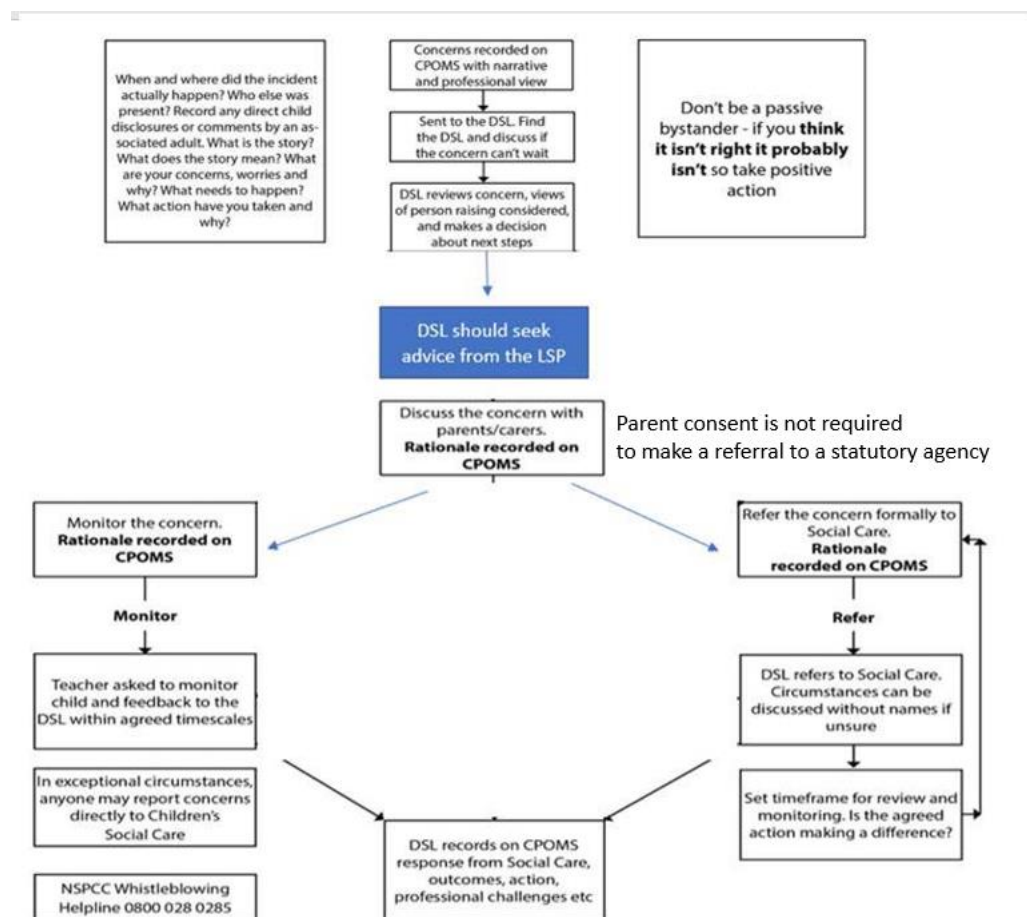 When and where did the incident
actually happen? Who else was
present? Record any direct child
disclosures or comments by an as-
sociated adult. What is the story?
What does the story mean? What
are your concerns, worries and
why? What needs to happen?
What action have you taken and
why?
Concerns recorded on
CPOMS with narrative
and professional view
Sent to the DSL. Find
the DSL and discuss if
the concern can't wait
DSL reviews concern, views
of person raising considered,
and makes a decision
about next steps
Don't be a passive
bystander - if you think
it isn't right it probably
isn't so take positive
action
DSL should seek
advice from the LSP
Discuss the concern with
parents/carers.
Rationale recorded on
CPOMS
Parent consent is not required
to make a referral to a statutory agency
Monitor the concern.
Rationale recorded on
CPOMS
Monitor
Teacher asked to monitor
child and feedback to the
DSL within agreed timescales
In exceptional circumstances,
anyone may report concerns
directly to Children's
Social Care
NSPCC Whistleblowing
Helpline 0800 028 0285
Refer the concern formally to
Social Care.
Rationale
recorded on CPOMS
Refer
DSL refers to Social Care.
Circumstances can be
discussed without names if
unsure
Set timeframe for review and
monitoring. Is the agreed
action making a difference?
DSL records on CPOMS
response from Social Care,
outcomes, action,
professional challenges etc